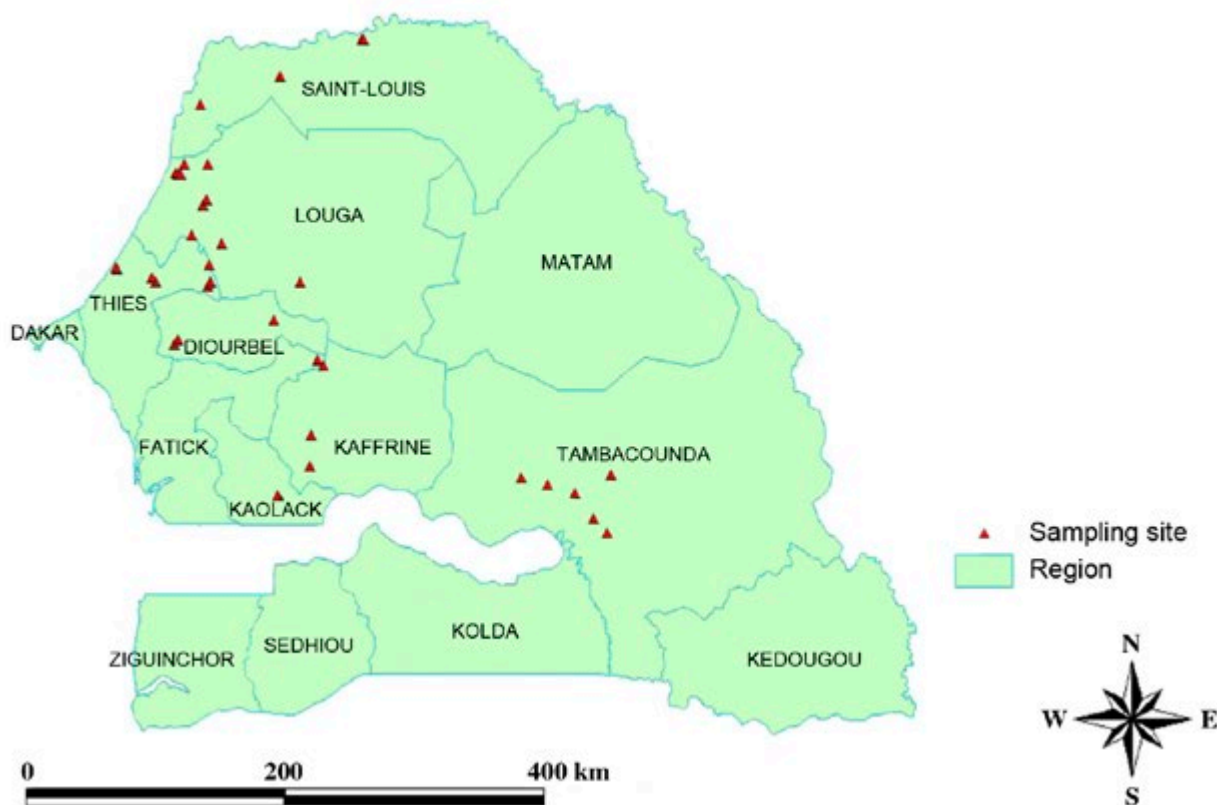 SAINT-LOUIS
LOUGA
MATAM
THIES
DAKAR
DIOURBEL
FATICK
KAFFRINE
TAMBACOUNDA
KAOLACK
Sampling site
Region
KOLDA
SEDHIOU
ZIGUINCHOR
KEDOUGOU
N
W E
S
0 200 400 km